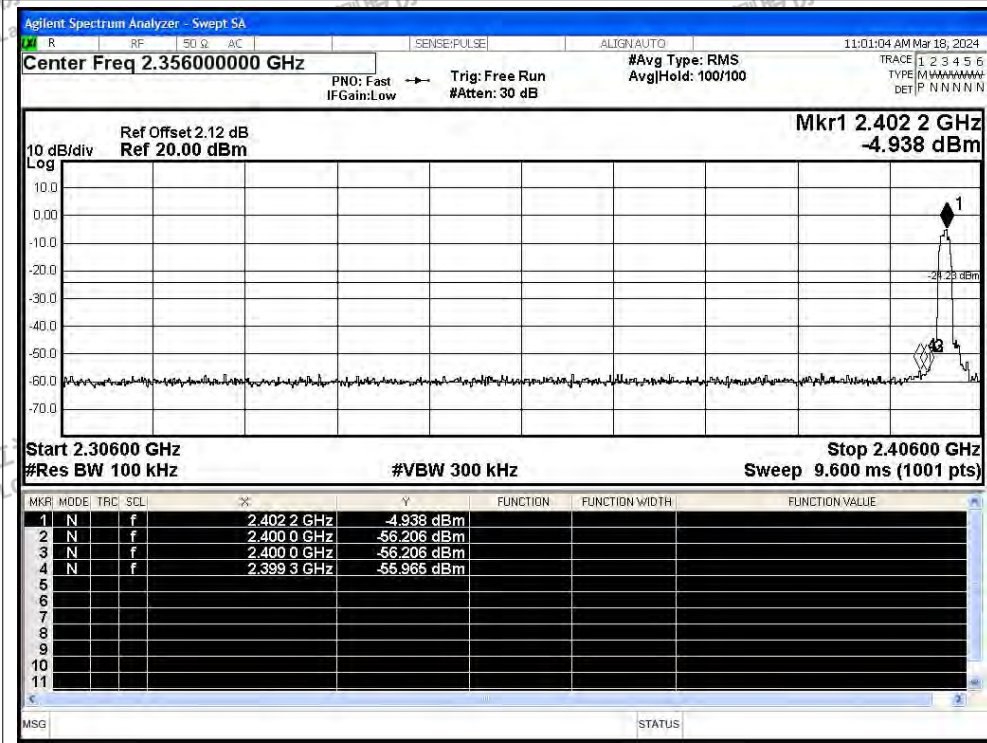 Agilent Spectrum Analyzer - Swept SA
LXI R RF 50 Ω AC SENSE:PULSE ALIGN AUTO 11:01:04 AM Mar 18, 2024
Center Freq 2.356000000 GHz
#Avg Type: RMS
Avg|Hold: 100/100
TRACE 1 2 3 4 5 6
TYPE M
DET P N N N N N
PNO: Fast
IFGain:Low
Trig: Free Run
#Atten: 30 dB
Mkr1 2.402 2 GHz
-4.938 dBm
Ref Offset 2.12 dB
Ref 20.00 dBm
10 dB/div
Log
10.0
0.00
-10.0
-20.0
-30.0
-40.0
-50.0
-60.0
-70.0
1
-24.23 dBm
Start 2.30600 GHz Stop 2.40600 GHz
#Res BW 100 kHz #VBW 300 kHz Sweep 9.600 ms (1001 pts)
MKR MODE TRC SCL X Y FUNCTION FUNCTION WIDTH FUNCTION VALUE
1 N f 2.402 2 GHz -4.938 dBm
2 N f 2.400 0 GHz -56.206 dBm
3 N f 2.400 0 GHz -56.206 dBm
4 N f 2.399 3 GHz -55.965 dBm
5
6
7
8
9
10
11
MSG STATUS